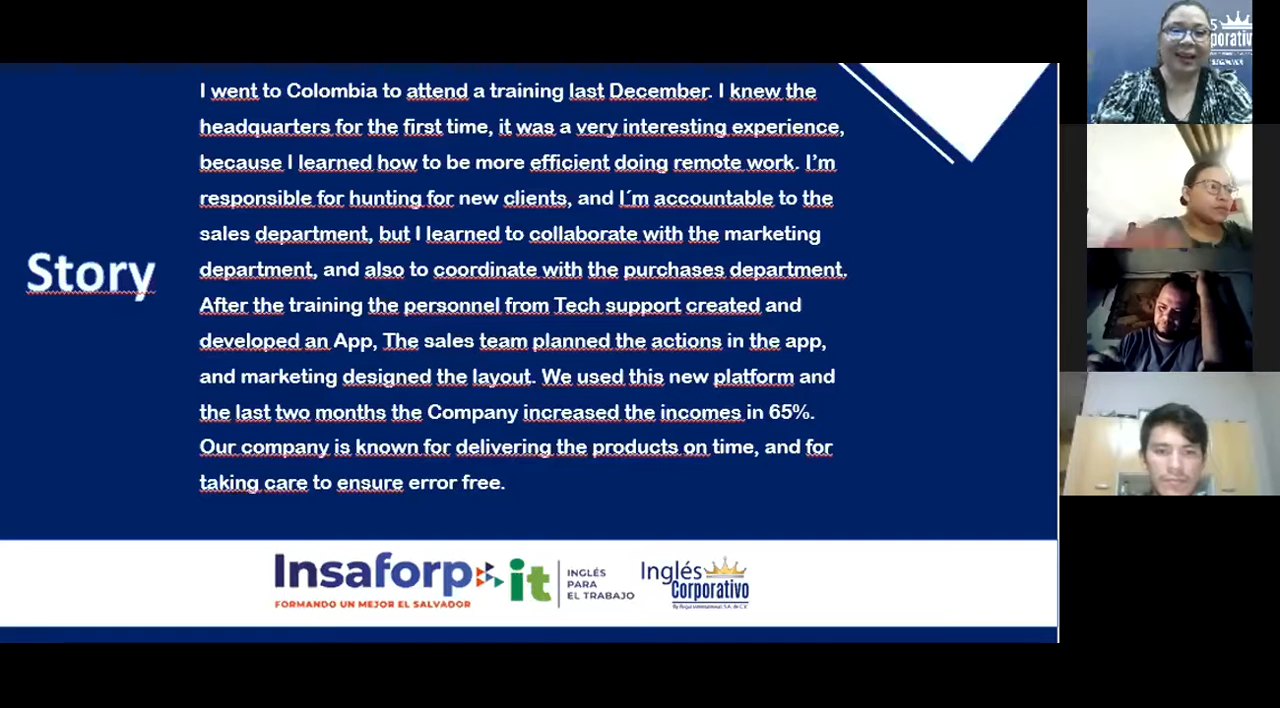 Story
I went to Colombia to attend a training last December. I knew the
headquarters for the first time, it was a very interesting experience,
because I learned how to be more efficient doing remote work. I'm
responsible for hunting for new clients, and I´m accountable to the
sales department, but I learned to collaborate with the marketing
department, and also to coordinate with the purchases department.
After the training the personnel from Tech support created and
developed an App, The sales team planned the actions in the app,
and marketing designed the layout. We used this new platform and
the last two months the Company increased the incomes in 65%.
Our company is known for delivering the products on time, and for
taking care to ensure error free.
Insaforp
FORMANDO UN MEJOR EL SALVADOR
it
INGLÉS
PARA
EL TRABAJO
Inglés
Corporativo